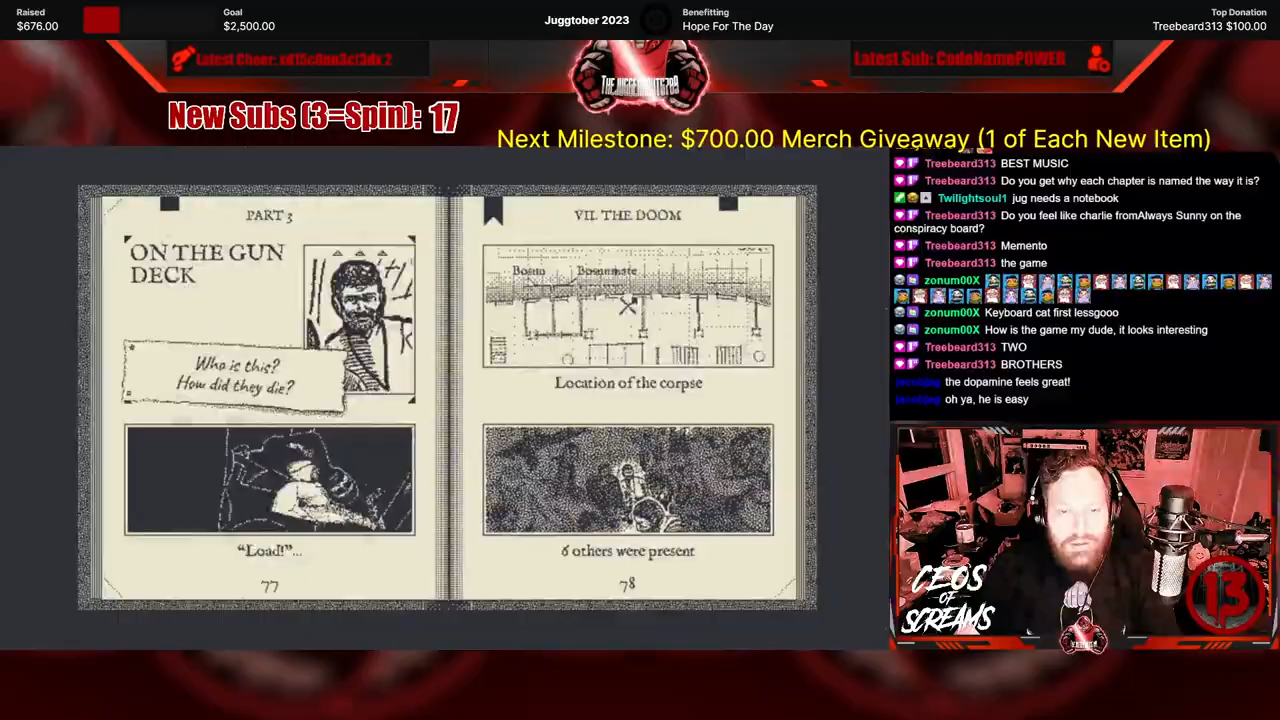 Raised
$676.00
Goal
$2,500.00
Juggtober 2023
Benefitting
Hope For The Day
Top Donation
Treebeard313 $100.00
Latest Sub: CodeNamePOWER
New Subs (3=Spin): 17
Next Milestone: $700.00 Merch Giveaway (1 of Each New Item)
PART 3
ON THE GUN
DECK
Who is this?
How did they die?
"Load!"...
77
VII. THE DOOM
Bosun
Location of the corpse
6 others were present
78
Treebeard313 BEST MUSIC
Treebeard313 Do you get why each chapter is named the way it is?
Twilightsoul1 jug needs a notebook
Treebeard313 Do you feel like charlie fromAlways Sunny on the
conspiracy board?
Treebeard313 Memento
Treebeard313 the game
zonum00X
zonum00X Keyboard cat first lessgooo
zonum00X How is the game my dude, it looks interesting
Treebeard313 TWO
Treebeard313 BROTHERS
the dopamine feels great!
oh ya, he is easy
CEOS
OF
SCREAMS
13